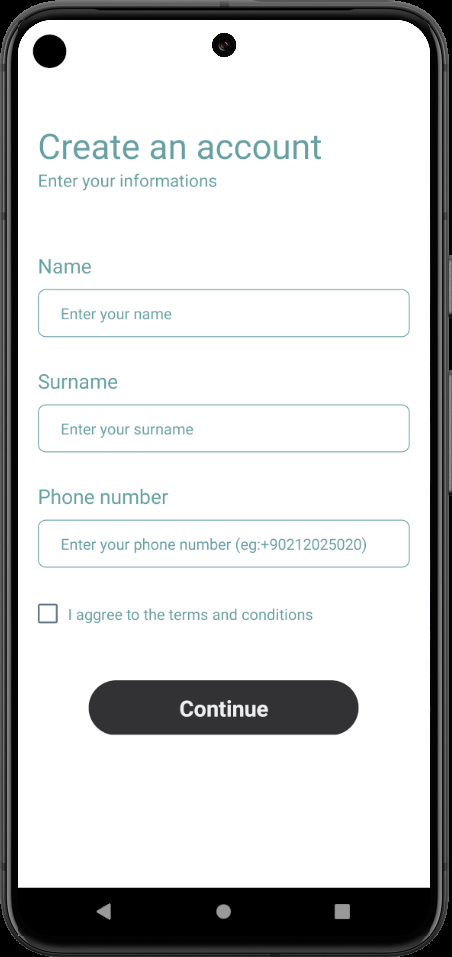 Create an account
Enter your informations
Name
Enter your name
Surname
Enter your surname
Phone number
Enter your phone number (eg:+90212025020)
I aggree to the terms and conditions
Continue